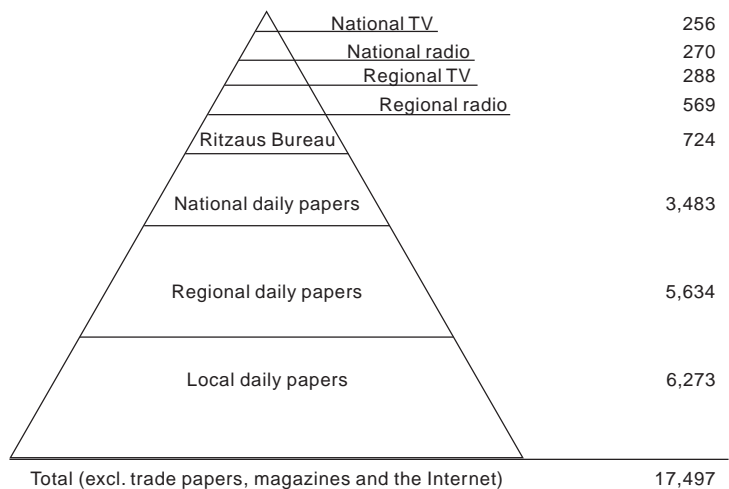 National TV 256
National radio 270
Regional TV 288
Regional radio 569
Ritzaus Bureau 724
National daily papers 3,483
Regional daily papers 5,634
Local daily papers 6,273
Total (excl. trade papers, magazines and the Internet) 17,497